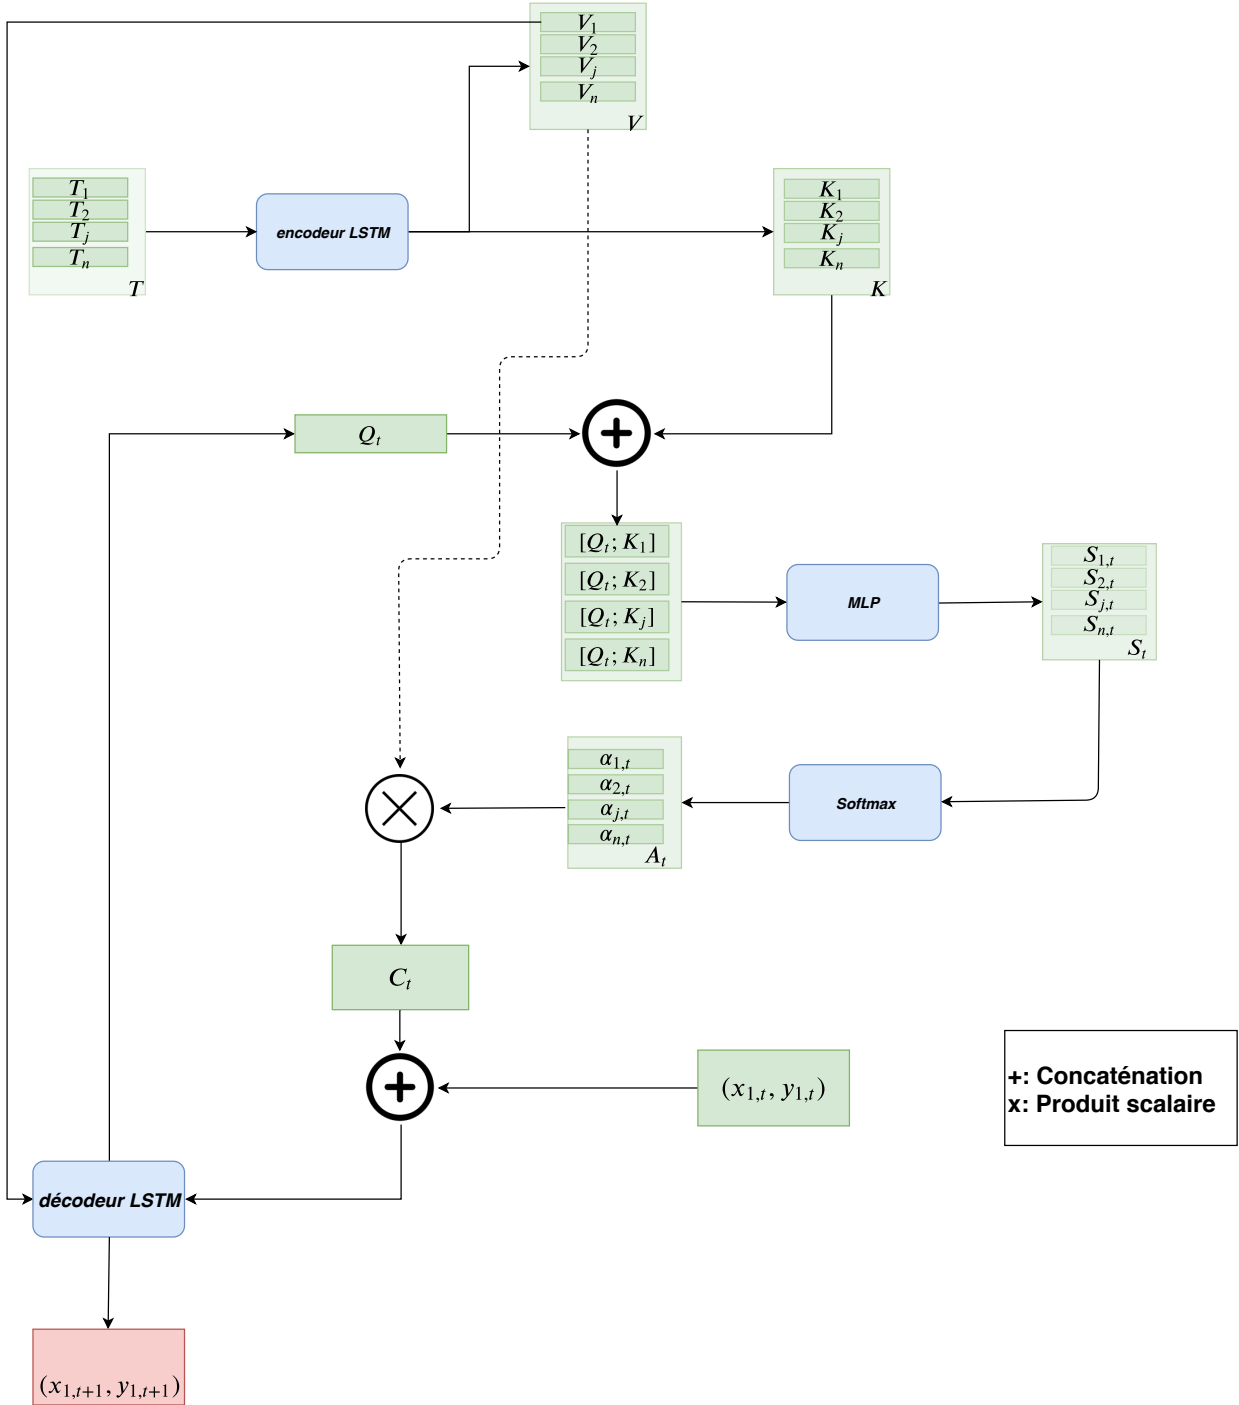 V₁
V₂
Vⱼ
Vₙ
V
T₁
T₂
Tⱼ
Tₙ
T
encodeur LSTM
K₁
K₂
Kⱼ
Kₙ
K
Qₜ
[Qₜ; K₁]
[Qₜ; K₂]
[Qₜ; Kⱼ]
[Qₜ; Kₙ]
MLP
S₁,ₜ
S₂,ₜ
Sⱼ,ₜ
Sₙ,ₜ
Sₜ
α₁,ₜ
α₂,ₜ
αⱼ,ₜ
αₙ,ₜ
Aₜ
Softmax
Cₜ
(x₁,ₜ, y₁,ₜ)
+: Concaténation
x: Produit scalaire
décodeur LSTM
(x₁,ₜ₊₁, y₁,ₜ₊₁)